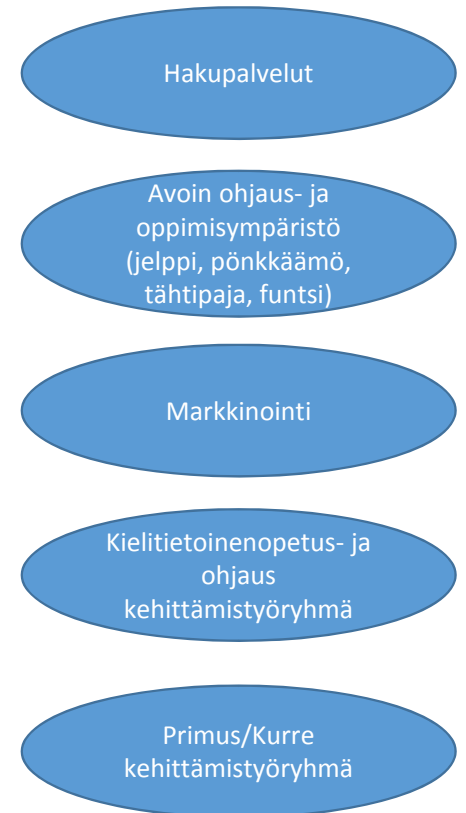 Hakupalvelut
Avoin ohjaus- ja
oppimisympäristö
(jelppi, pönkkäämö,
tähtipaja, funtsi)
Markkinointi
Kielitietoinenopetus- ja
ohjaus
kehittämistyöryhmä
Primus/Kurre
kehittämistyöryhmä